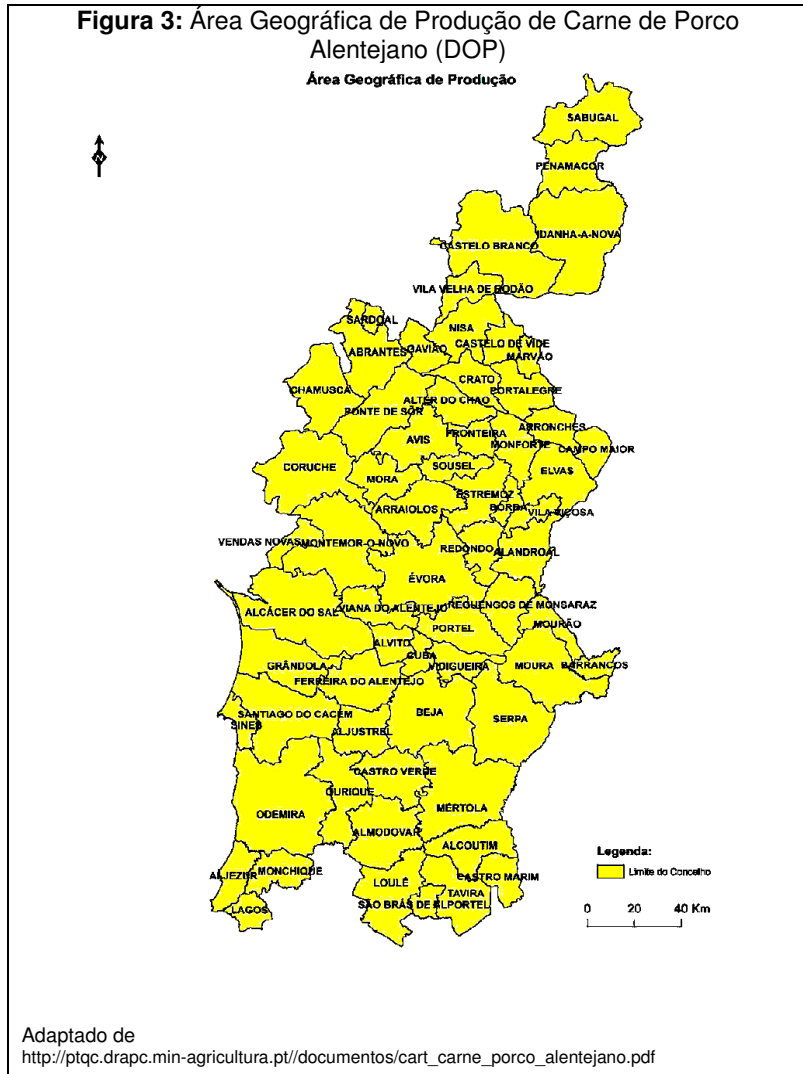 Figura 3: Área Geográfica de Produção de Carne de Porco
Alentejano (DOP)
Área Geográfica de Produção
N
SABUGAL
PENAMACOR
IDANHA-A-NOVA
CASTELO BRANCO
VILA VELHA DE RODÃO
SARDOAL
NISA
ABRANTES
GAVIÃO
CASTELO DE VIDE
MARVÃO
CHAMUSCA
CRATO
PORTALEGRE
ALTER DO CHAO
PONTE DE SÔR
ARRONCHES
AVIS
FRONTEIRA
MONFORTE
CAMPO MAIOR
CORUCHE
SOUSEL
ELVAS
MORA
ESTREMOZ
ARRAIOLOS
BORBA
VILA VIÇOSA
VENDAS NOVAS
MONTEMOR-O-NOVO
REDONDO
ALANDROAL
ÉVORA
ALCÁCER DO SAL
VIANA DO ALENTEJO
REGUENGOS DE MONSARAZ
PORTEL
MOURÃO
ALVITO
CUBA
GRÂNDOLA
VIDIGUEIRA
MOURA
BARRANCOS
FERREIRA DO ALENTEJO
SANTIAGO DO CACÉM
BEJA
SERPA
SINES
ALJUSTREL
CASTRO VERDE
OURIQUE
ODEMIRA
MÉRTOLA
ALMODOVAR
ALCOUTIM
Legenda:
Limite do Concelho
ALJEZUR
MONCHIQUE
LOULÉ
CASTRO MARIM
TAVIRA
LAGOS
SÃO BRÁS DE ALPORTEL
0 20 40 Km
Adaptado de
http://ptqc.drapc.min-agricultura.pt//documentos/cart_carne_porco_alentejano.pdf